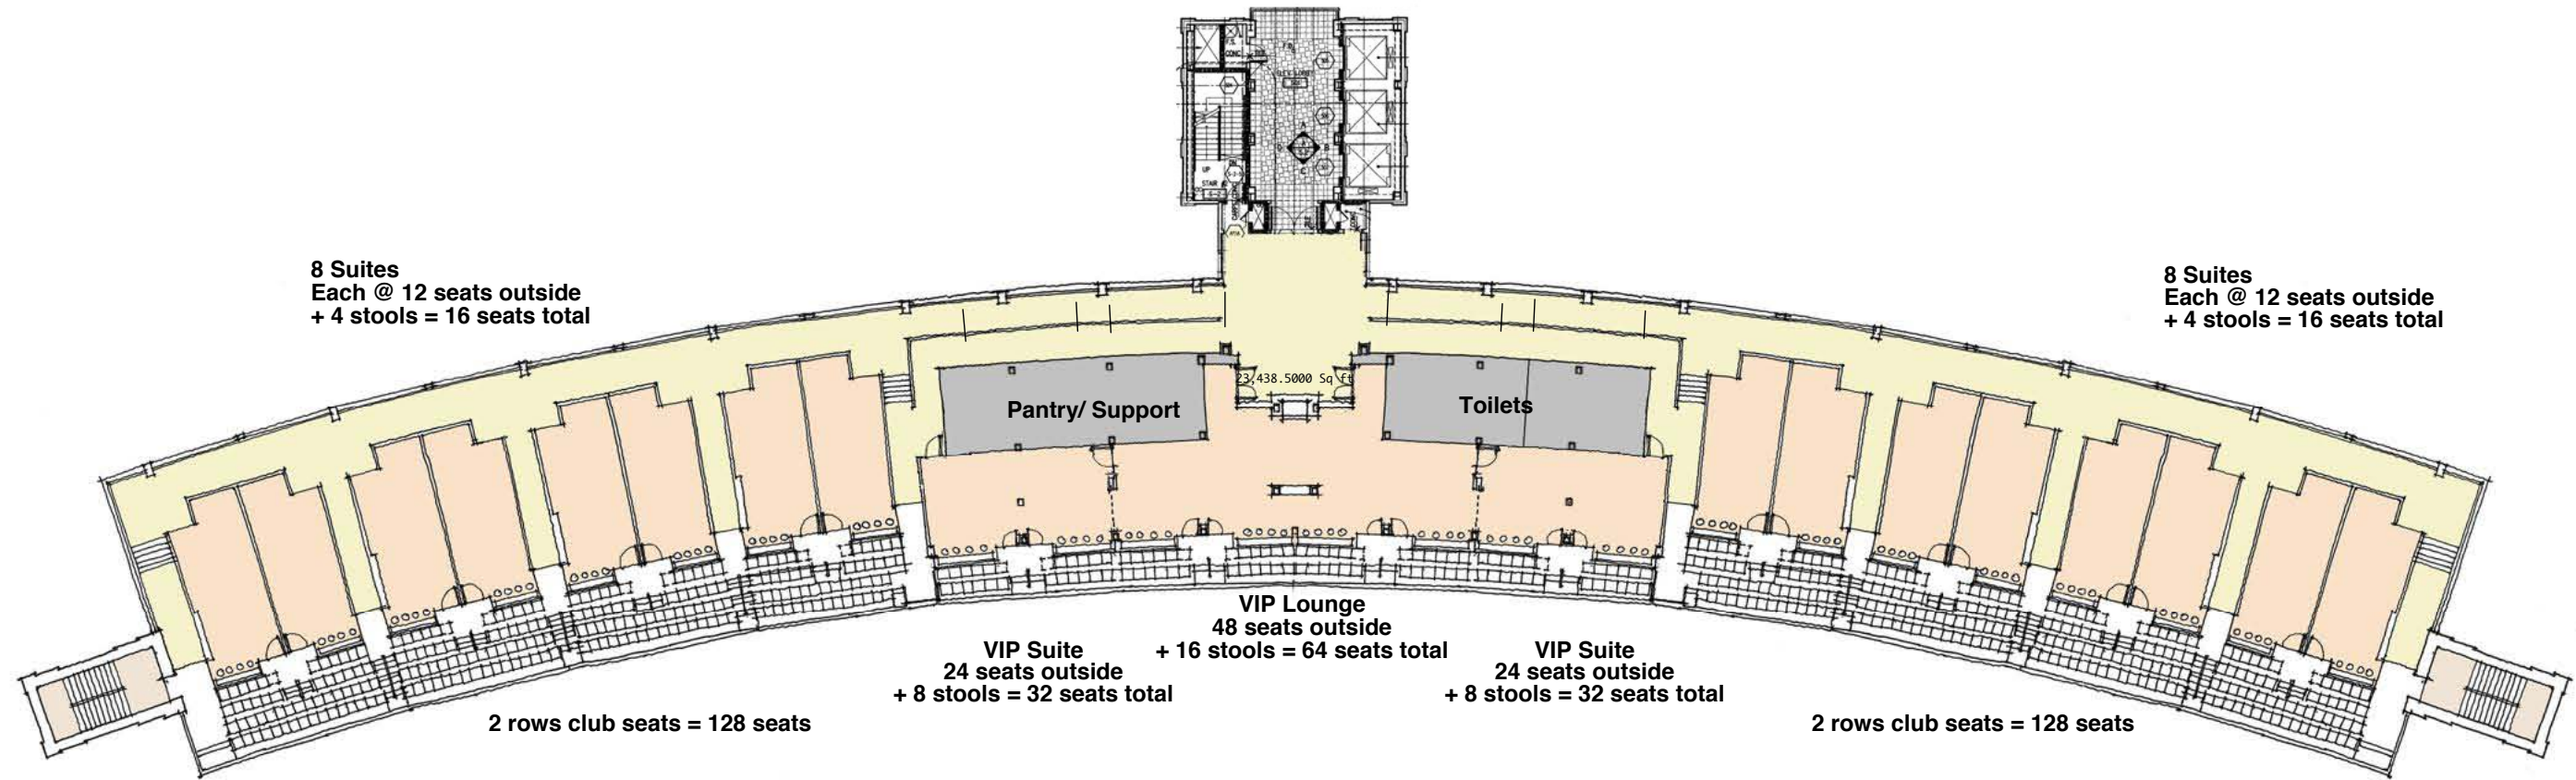 CONC
UP
STAIR
8 Suites
Each @ 12 seats outside
+ 4 stools = 16 seats total
8 Suites
Each @ 12 seats outside
+ 4 stools = 16 seats total
23,438.5000 Sq ft
Pantry/ Support
Toilets
VIP Lounge
48 seats outside
+ 16 stools = 64 seats total
VIP Suite
24 seats outside
+ 8 stools = 32 seats total
VIP Suite
24 seats outside
+ 8 stools = 32 seats total
2 rows club seats = 128 seats
2 rows club seats = 128 seats